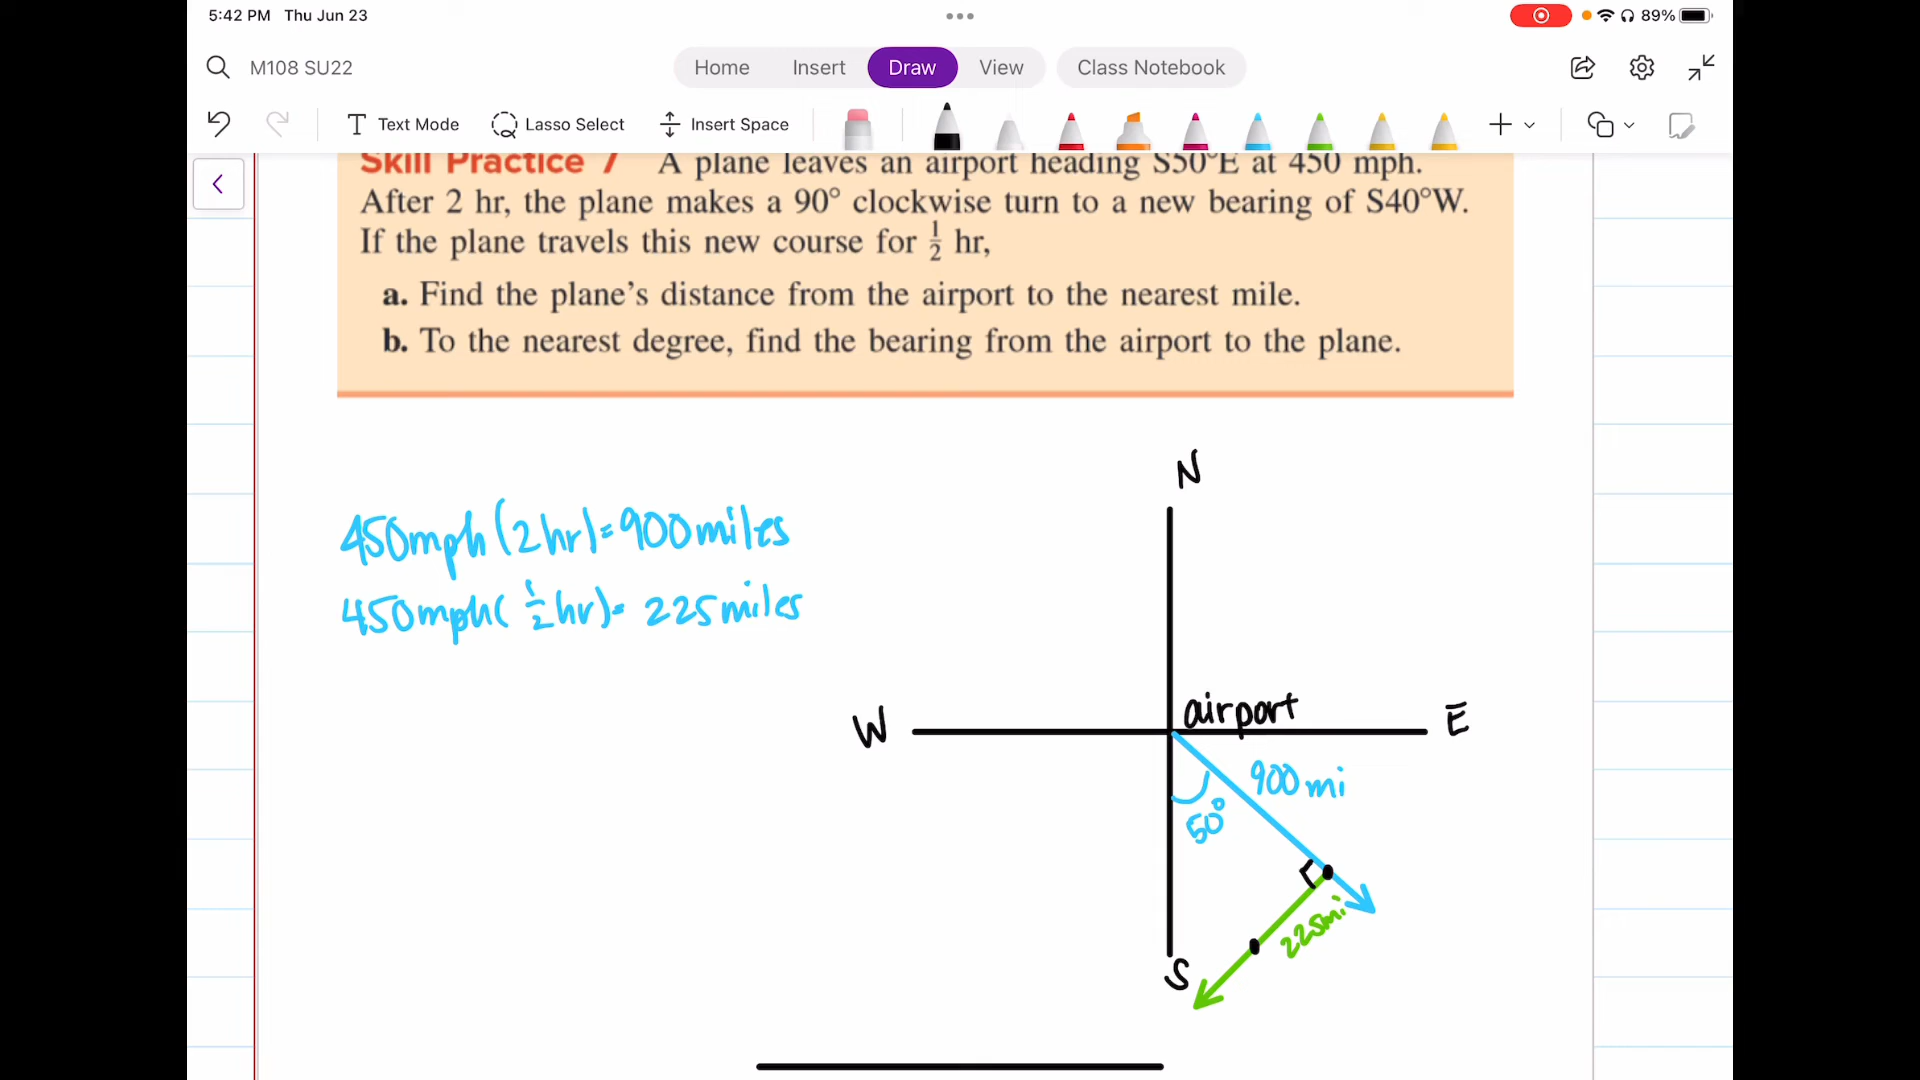 5:42 PM Thu Jun 23
89%
M108 SU22
Home Insert Draw View Class Notebook
Text Mode Lasso Select Insert Space
Skill Practice 7 A plane leaves an airport heading S50°E at 450 mph.
After 2 hr, the plane makes a 90° clockwise turn to a new bearing of S40°W.
If the plane travels this new course for 1/2 hr,
a. Find the plane's distance from the airport to the nearest mile.
b. To the nearest degree, find the bearing from the airport to the plane.
N
450mph(2hr)=900miles
450mph(1/2hr)= 225miles
airport
W
E
900mi
50°
225mi
S